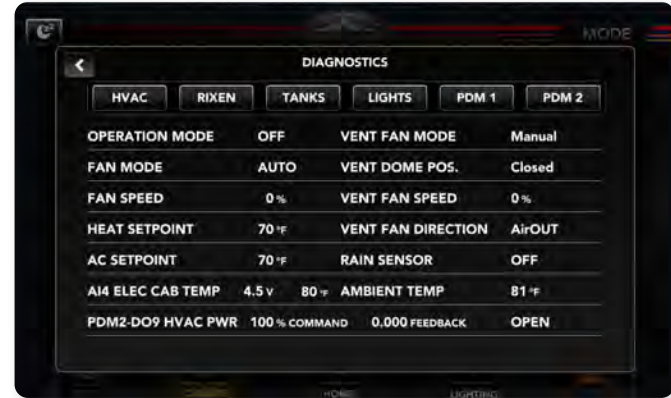 MODE
DIAGNOSTICS
HVAC RIXEN TANKS LIGHTS PDM 1 PDM 2
OPERATION MODE OFF VENT FAN MODE Manual
FAN MODE AUTO VENT DOME POS. Closed
FAN SPEED 0 % VENT FAN SPEED 0 %
HEAT SETPOINT 70 °F VENT FAN DIRECTION AirOUT
AC SETPOINT 70 °F RAIN SENSOR OFF
AI4 ELEC CAB TEMP 4.5 V 80 °F AMBIENT TEMP 81 °F
PDM2-DO9 HVAC PWR 100 % COMMAND 0.000 FEEDBACK OPEN
HOME LIGHTING